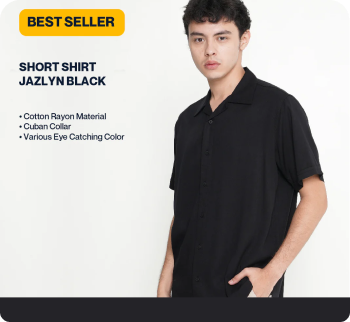 BEST SELLER
SHORT SHIRT
JAZLYN BLACK
• Cotton Rayon Material
• Cuban Collar
• Various Eye Catching Color